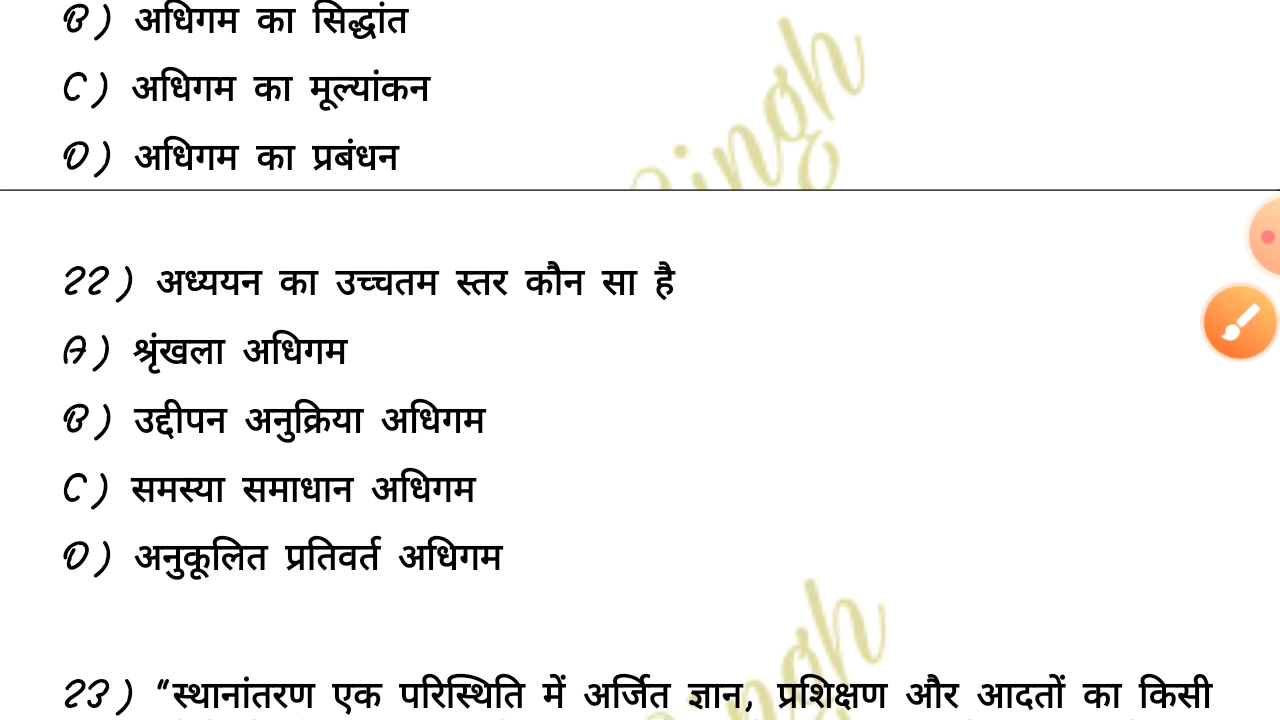 B) अधिगम का सिद्धांत
C) अधिगम का मूल्यांकन
D) अधिगम का प्रबंधन
Singh
22) अध्ययन का उच्चतम स्तर कौन सा है
A) श्रृंखला अधिगम
B) उद्दीपन अनुक्रिया अधिगम
C) समस्या समाधान अधिगम
D) अनुकूलित प्रतिवर्त अधिगम
23) "स्थानांतरण एक परिस्थिति में अर्जित ज्ञान, प्रशिक्षण और आदतों का किसी